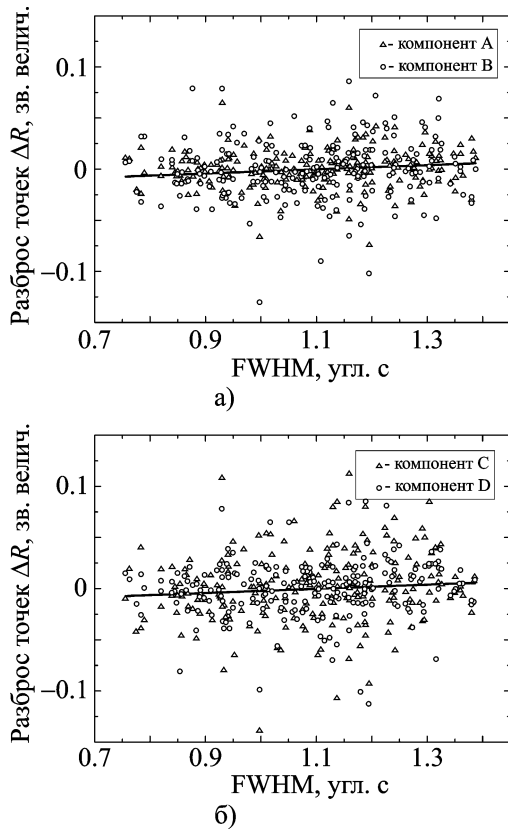 △ - компонент A
○ - компонент B
0.1
0
−0.1
Разброс точек ΔR, зв. велич.
0.7 0.9 1.1 1.3
FWHM, угл. с
а)
△ - компонент C
○ - компонент D
0.1
0
−0.1
Разброс точек ΔR, зв. велич.
0.7 0.9 1.1 1.3
FWHM, угл. с
б)